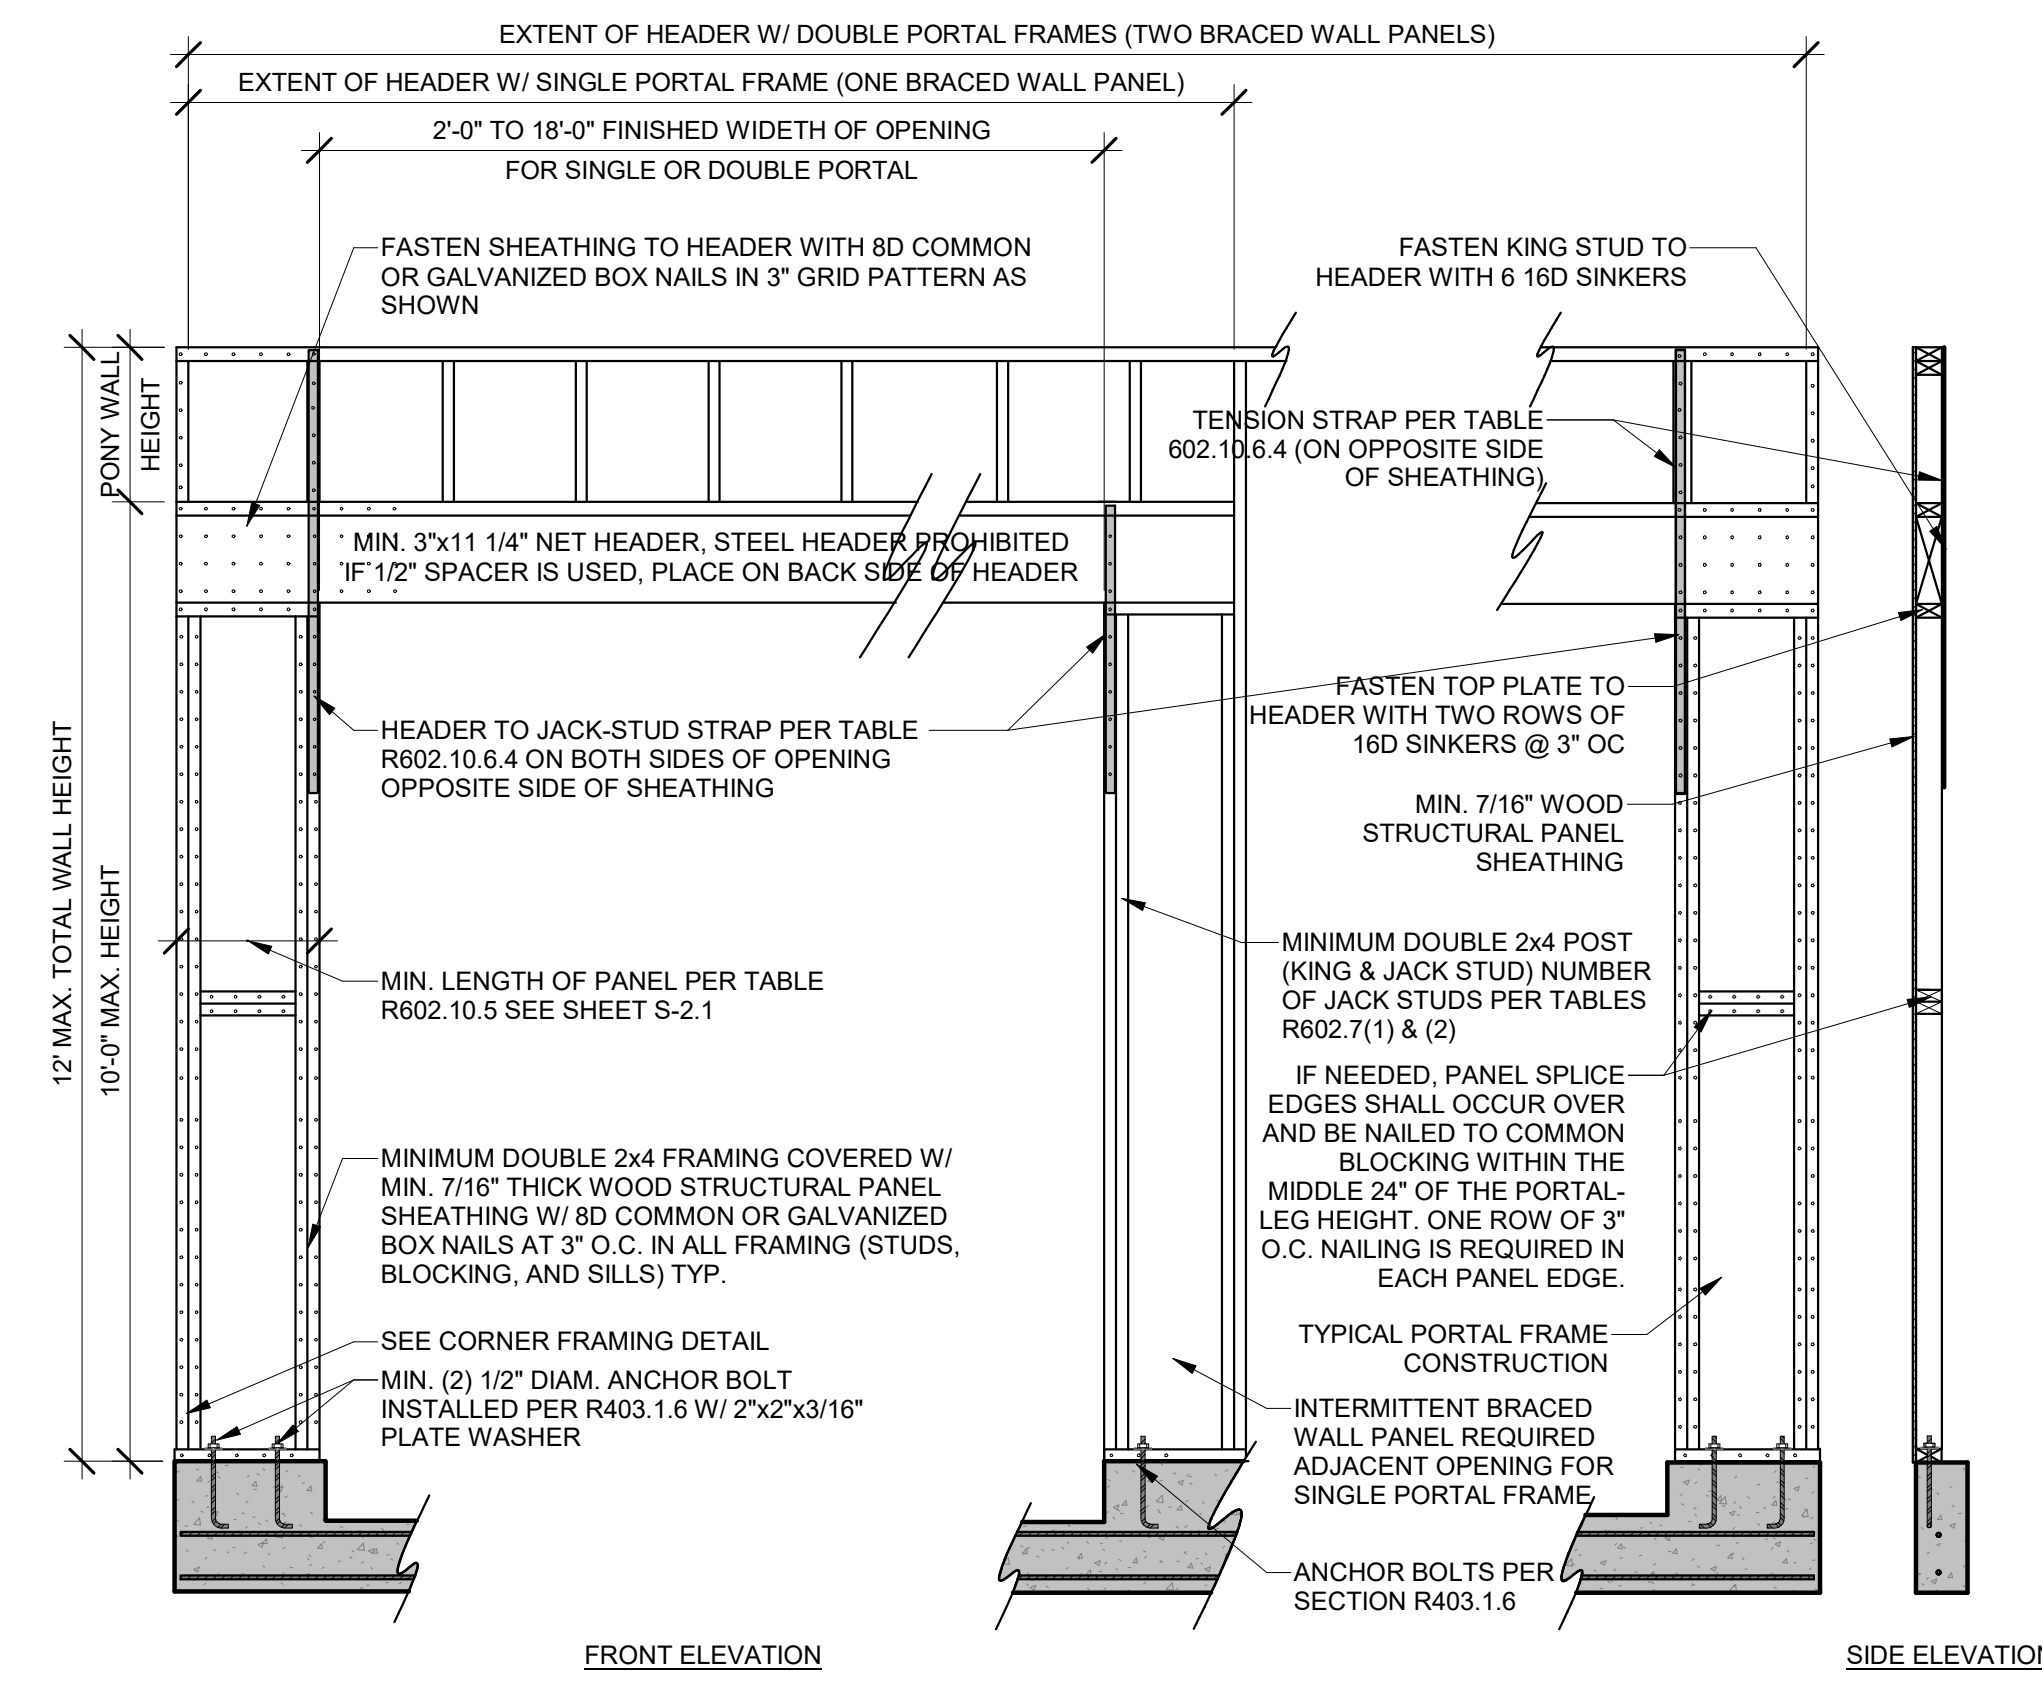 EXTENT OF HEADER W/ DOUBLE PORTAL FRAMES (TWO BRACED WALL PANELS)
EXTENT OF HEADER W/ SINGLE PORTAL FRAME (ONE BRACED WALL PANEL)
2'-0" TO 18'-0" FINISHED WIDETH OF OPENING
FOR SINGLE OR DOUBLE PORTAL
FASTEN SHEATHING TO HEADER WITH 8D COMMON
OR GALVANIZED BOX NAILS IN 3" GRID PATTERN AS
SHOWN
FASTEN KING STUD TO
HEADER WITH 6 16D SINKERS
PONY WALL
HEIGHT
TENSION STRAP PER TABLE
602.10.6.4 (ON OPPOSITE SIDE
OF SHEATHING)
MIN. 3"x11 1/4" NET HEADER, STEEL HEADER PROHIBITED
IF 1/2" SPACER IS USED, PLACE ON BACK SIDE OF HEADER
HEADER TO JACK-STUD STRAP PER TABLE
R602.10.6.4 ON BOTH SIDES OF OPENING
OPPOSITE SIDE OF SHEATHING
FASTEN TOP PLATE TO
HEADER WITH TWO ROWS OF
16D SINKERS @ 3" OC
MIN. 7/16" WOOD
STRUCTURAL PANEL
SHEATHING
12' MAX. TOTAL WALL HEIGHT
10'-0" MAX. HEIGHT
MIN. LENGTH OF PANEL PER TABLE
R602.10.5 SEE SHEET S-2.1
MINIMUM DOUBLE 2x4 POST
(KING & JACK STUD) NUMBER
OF JACK STUDS PER TABLES
R602.7(1) & (2)
IF NEEDED, PANEL SPLICE
EDGES SHALL OCCUR OVER
AND BE NAILED TO COMMON
BLOCKING WITHIN THE
MIDDLE 24" OF THE PORTAL-
LEG HEIGHT. ONE ROW OF 3"
O.C. NAILING IS REQUIRED IN
EACH PANEL EDGE.
MINIMUM DOUBLE 2x4 FRAMING COVERED W/
MIN. 7/16" THICK WOOD STRUCTURAL PANEL
SHEATHING W/ 8D COMMON OR GALVANIZED
BOX NAILS AT 3" O.C. IN ALL FRAMING (STUDS,
BLOCKING, AND SILLS) TYP.
SEE CORNER FRAMING DETAIL
MIN. (2) 1/2" DIAM. ANCHOR BOLT
INSTALLED PER R403.1.6 W/ 2"x2"x3/16"
PLATE WASHER
TYPICAL PORTAL FRAME
CONSTRUCTION
INTERMITTENT BRACED
WALL PANEL REQUIRED
ADJACENT OPENING FOR
SINGLE PORTAL FRAME
ANCHOR BOLTS PER
SECTION R403.1.6
FRONT ELEVATION
SIDE ELEVATION